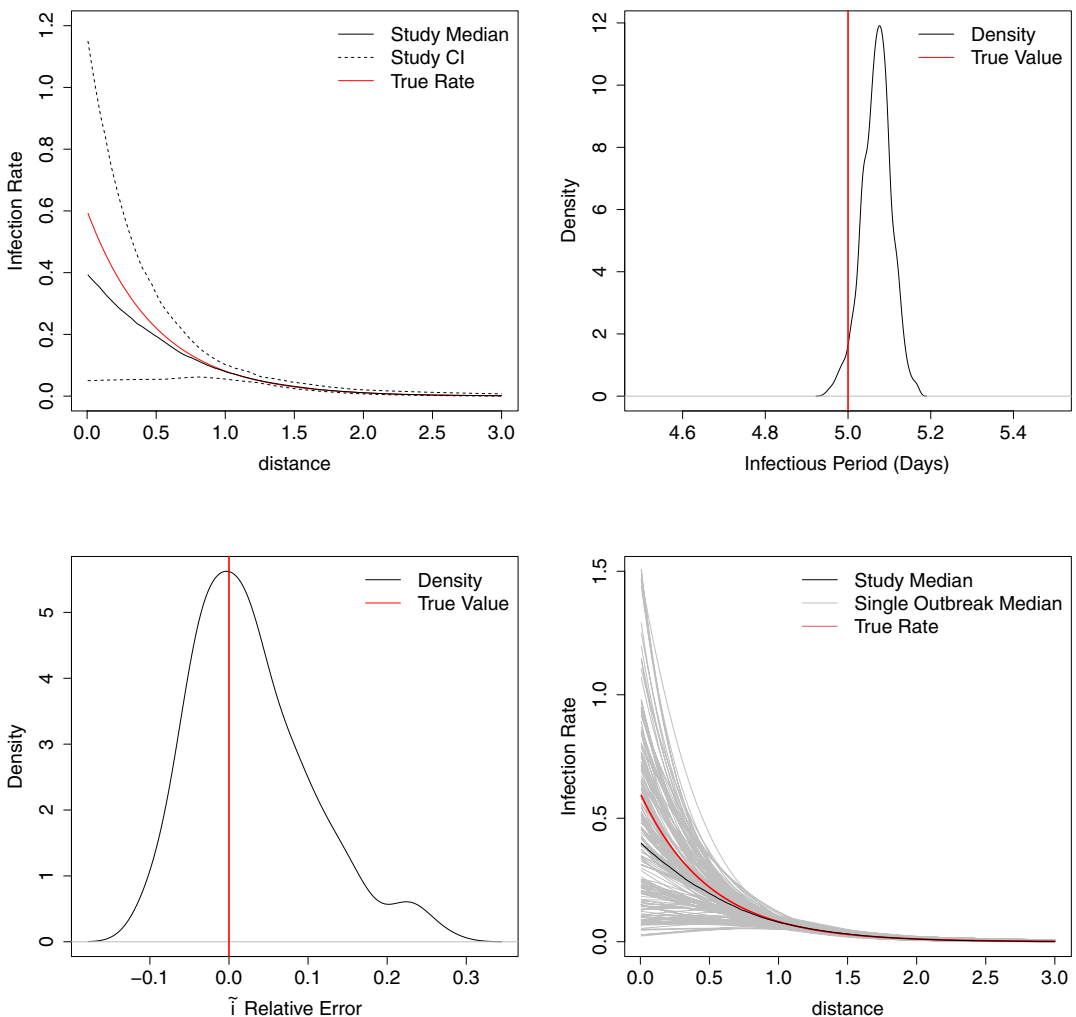 Infection Rate
0.0 0.2 0.4 0.6 0.8 1.0 1.2
Study Median
Study CI
True Rate
0.0 0.5 1.0 1.5 2.0 2.5 3.0
distance
Density
0 2 4 6 8 10 12
Density
True Value
4.6 4.8 5.0 5.2 5.4
Infectious Period (Days)
Density
0 1 2 3 4 5
Density
True Value
−0.1 0.0 0.1 0.2 0.3
ĩ Relative Error
Infection Rate
0.0 0.5 1.0 1.5
Study Median
Single Outbreak Median
True Rate
0.0 0.5 1.0 1.5 2.0 2.5 3.0
distance